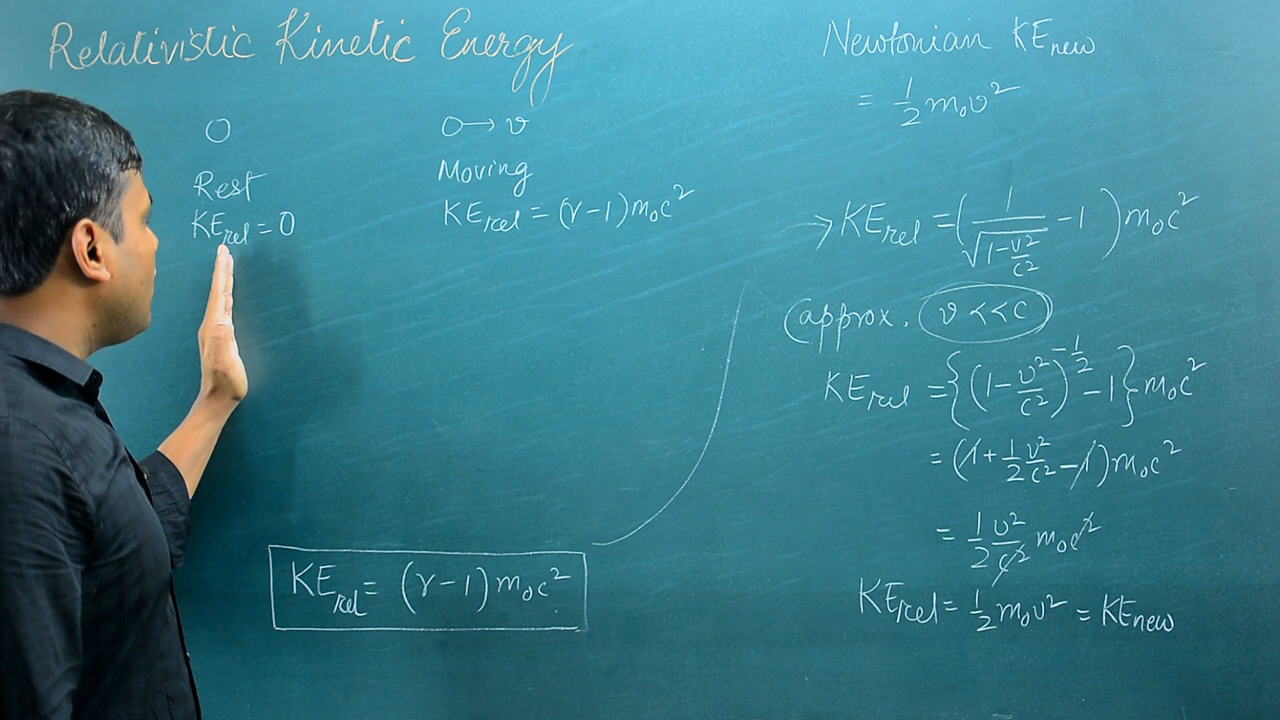 Relativistic Kinetic Energy
O
Rest
KE_rel = 0
O → v
Moving
KE_rel = (γ-1)m₀c²
KE_rel = (γ-1)m₀c²
Newtonian KE_new
= 1/2 m₀v²
→ KE_rel = (1/√(1-v²/c²) - 1)m₀c²
(approx. v << c
KE_rel = {(1-v²/c²)^(-1/2) - 1}m₀c²
= (1+1/2 v²/c² - 1)m₀c²
= 1/2 v²/c² m₀c²
KE_rel = 1/2 m₀v² = KE_new